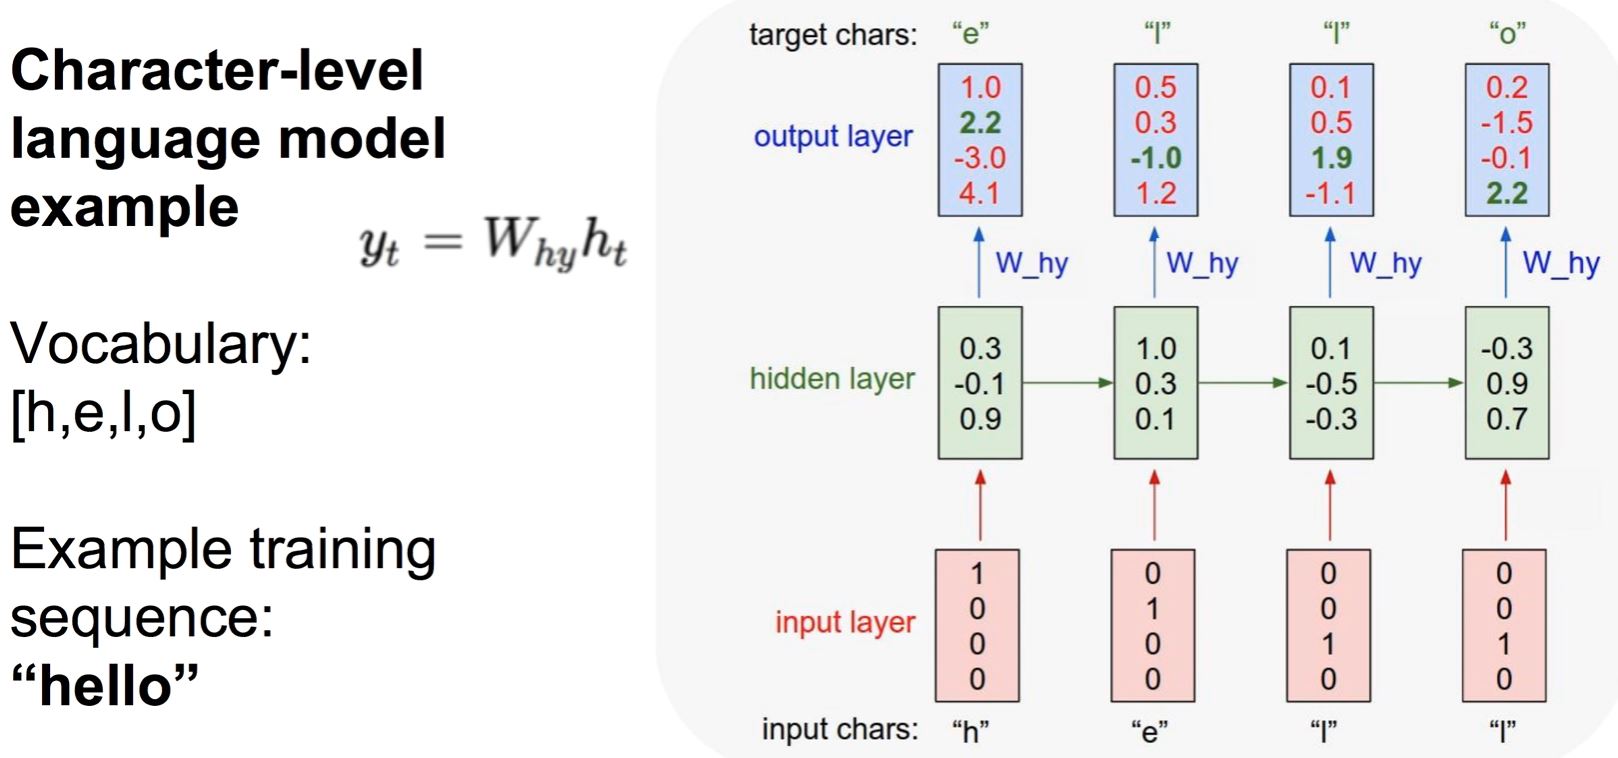 Character-level
language model
example
y_t = W_{hy}h_t
Vocabulary:
[h,e,l,o]
Example training
sequence:
“hello”
target chars: “e” “l” “l” “o”
output layer
1.0 0.5 0.1 0.2
2.2 0.3 0.5 -1.5
-3.0 -1.0 1.9 -0.1
4.1 1.2 -1.1 2.2
W_hy W_hy W_hy W_hy
hidden layer
0.3 1.0 0.1 -0.3
-0.1 0.3 -0.5 0.9
0.9 0.1 -0.3 0.7
input layer
1 0 0 0
0 1 0 0
0 0 1 1
0 0 0 0
input chars: “h” “e” “l” “l”